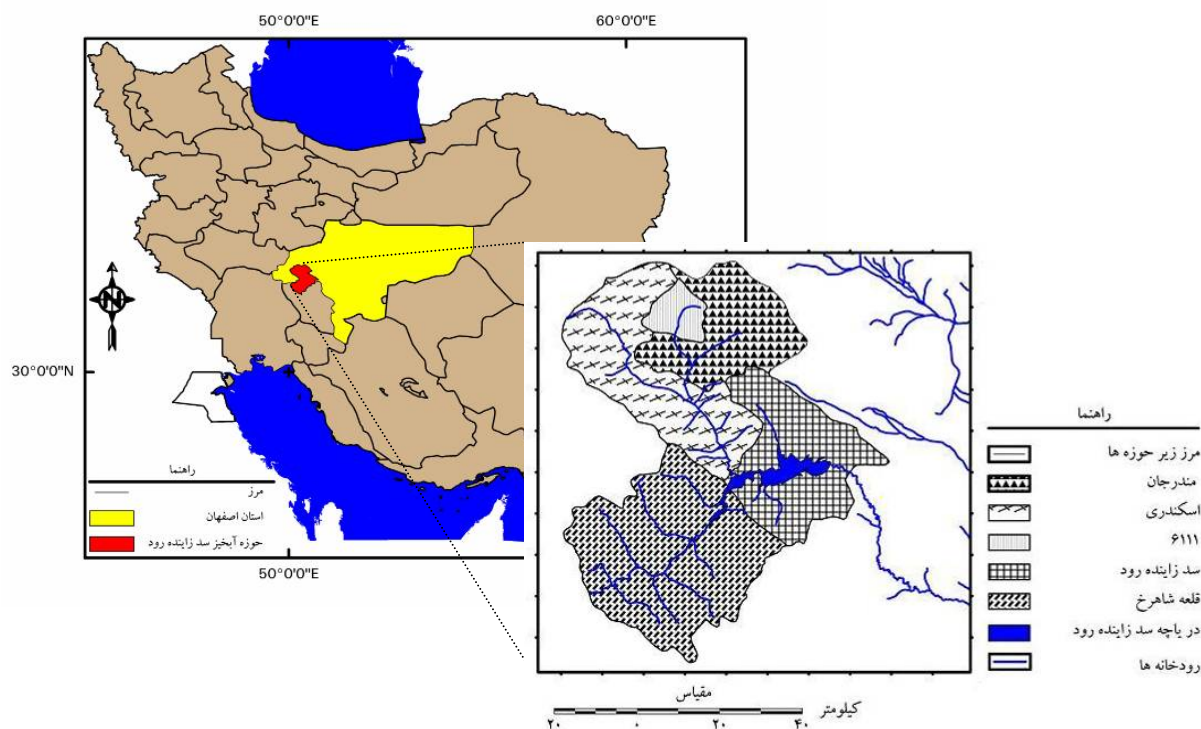 50°0'0"E
60°0'0"E
30°0'0"N
N
راهنما
مرز
استان اصفهان
حوزه آبخیز سد زاینده رود
50°0'0"E
راهنما
مرز زیر حوزه ها
مندرجان
اسکندری
۶۱۱۱
سد زاینده رود
قلعه شاهرخ
در یاچه سد زاینده رود
رودخانه ها
مقیاس
کیلومتر
۲۰ ۰ ۲۰ ۴۰